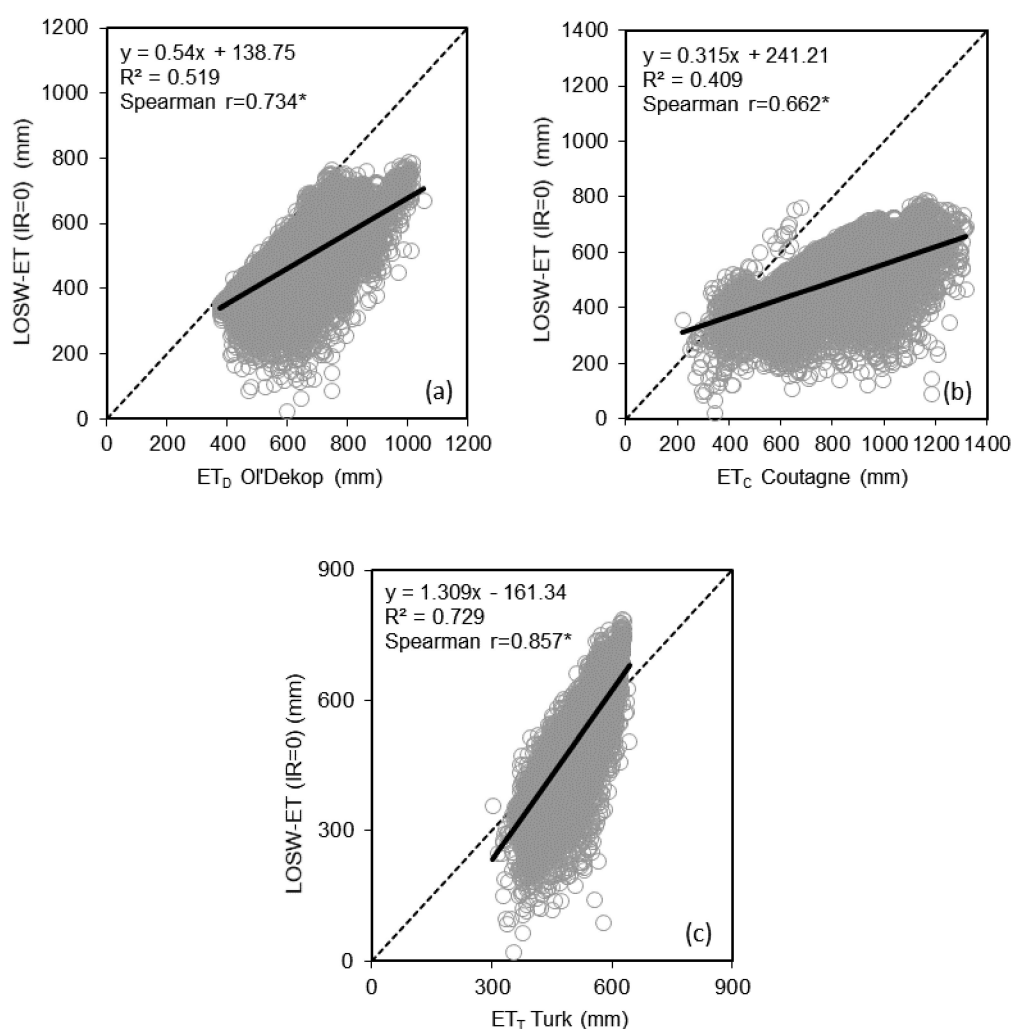 1200
1000
800
600
400
200
0
LOSW-ET (IR=0) (mm)
y = 0.54x + 138.75
R² = 0.519
Spearman r=0.734*
(a)
0 200 400 600 800 1000 1200
ET_D Ol'Dekop (mm)
1400
1200
1000
800
600
400
200
0
LOSW-ET (IR=0) (mm)
y = 0.315x + 241.21
R² = 0.409
Spearman r=0.662*
(b)
0 200 400 600 800 1000 1200 1400
ET_C Coutagne (mm)
900
600
300
0
LOSW-ET (IR=0) (mm)
y = 1.309x - 161.34
R² = 0.729
Spearman r=0.857*
(c)
0 300 600 900
ET_T Turk (mm)